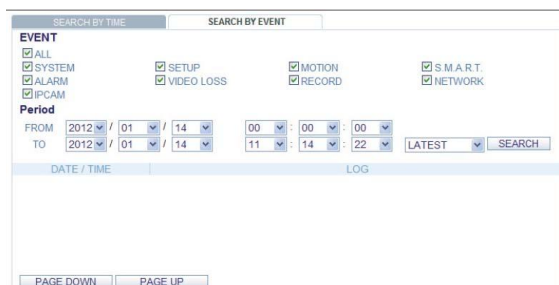 SEARCH BY TIME SEARCH BY EVENT
EVENT
ALL
SYSTEM SETUP MOTION S.M.A.R.T.
ALARM VIDEO LOSS RECORD NETWORK
IPCAM
Period
FROM 2012 / 01 / 14 00 : 00 : 00
TO 2012 / 01 / 14 11 : 14 : 22 LATEST SEARCH
DATE / TIME LOG
PAGE DOWN PAGE UP